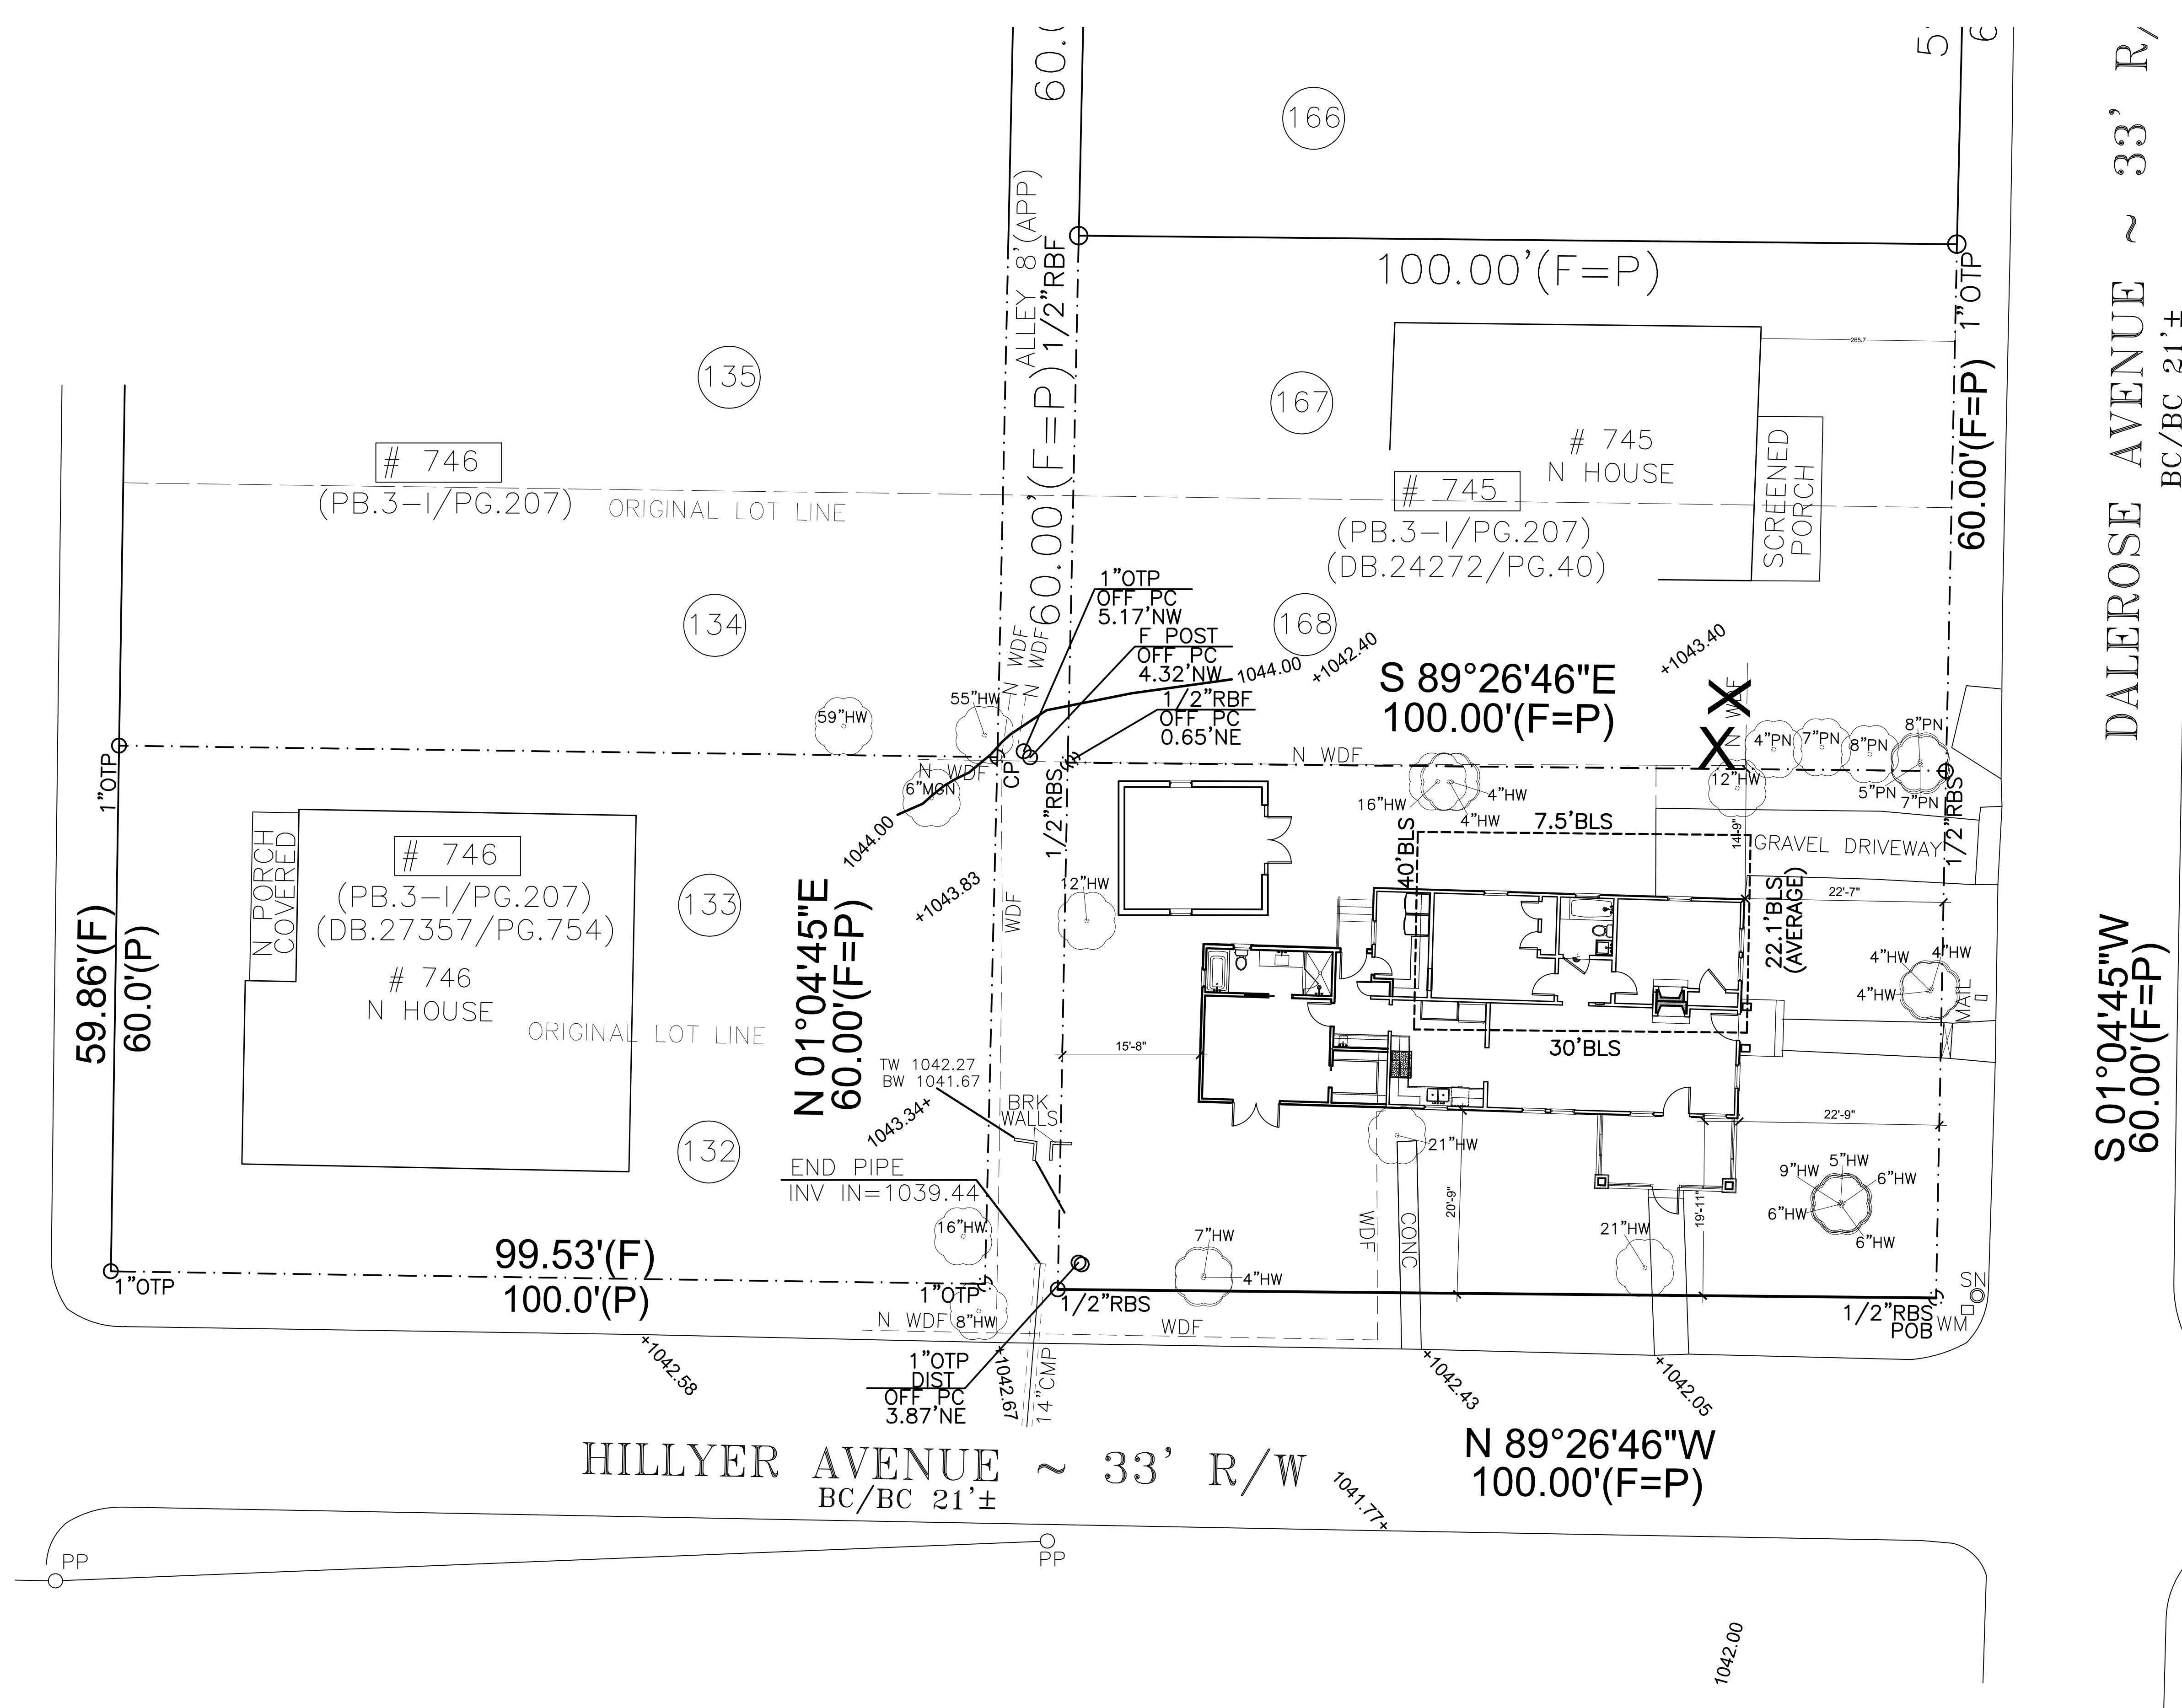 60.(
5
6
166
DALEROSE AVENUE ~ 33' R/
BC/BC 21'±
ALLEY 8'(APP)
60.00'(F=P)
1/2"RBF
100.00'(F=P)
1"OTP
60.00'(F=P)
265.7
135
167
# 745
N HOUSE
SCREENED
PORCH
# 746
(PB.3-I/PG.207)
ORIGINAL LOT LINE
# 745
(PB.3-I/PG.207)
(DB.24272/PG.40)
134
168
1"OTP
OFF PC
5.17'NW
F POST
OFF PC
4.32'NW
1/2"RBF
OFF PC
0.65'NE
N WDF
N WDF
1044.00
+1042.40
+1043.40
S 89°26'46"E
100.00'(F=P)
N WDF
X
X
59"HW
55"HW
4"PN
7"PN
8"PN
8"PN
5"PN
7"PN
1"OTP
N WDF
6"MGN
CP
1/2"RBS
N WDF
16"HW
4"HW
4"HW
12"HW
1/2"RBS
1044.00
+1043.83
40'BLS
7.5'BLS
14'-9"
GRAVEL DRIVEWAY
N PORCH
COVERED
# 746
(PB.3-I/PG.207)
(DB.27357/PG.754)
# 746
N HOUSE
133
ORIGINAL LOT LINE
59.86'(F)
60.0'(P)
N 01°04'45"E
60.00'(F=P)
WDF
12"HW
22.1'BLS
(AVERAGE)
22'-7"
4"HW
4"HW
4"HW
MAIL
S 01°04'45"W
60.00'(F=P)
15'-8"
30'BLS
TW 1042.27
BW 1041.67
BRK
WALLS
1043.34+
132
END PIPE
INV IN=1039.44
21"HW
22'-9"
9"HW
5"HW
6"HW
6"HW
6"HW
20'-9"
19'-11"
16"HW
7"HW
4"HW
WDF
CONC
21"HW
99.53'(F)
100.0'(P)
1"OTP
1"OTP
8"HW
N WDF
WDF
1/2"RBS
1/2"RBS
POB
SN
WM
+1042.58
1"OTP
DIST
OFF PC
3.87'NE
+1042.67
14"CMP
+1042.43
+1042.05
HILLYER AVENUE ~ 33' R/W
BC/BC 21'±
1041.77+
N 89°26'46"W
100.00'(F=P)
PP
PP
1042.00